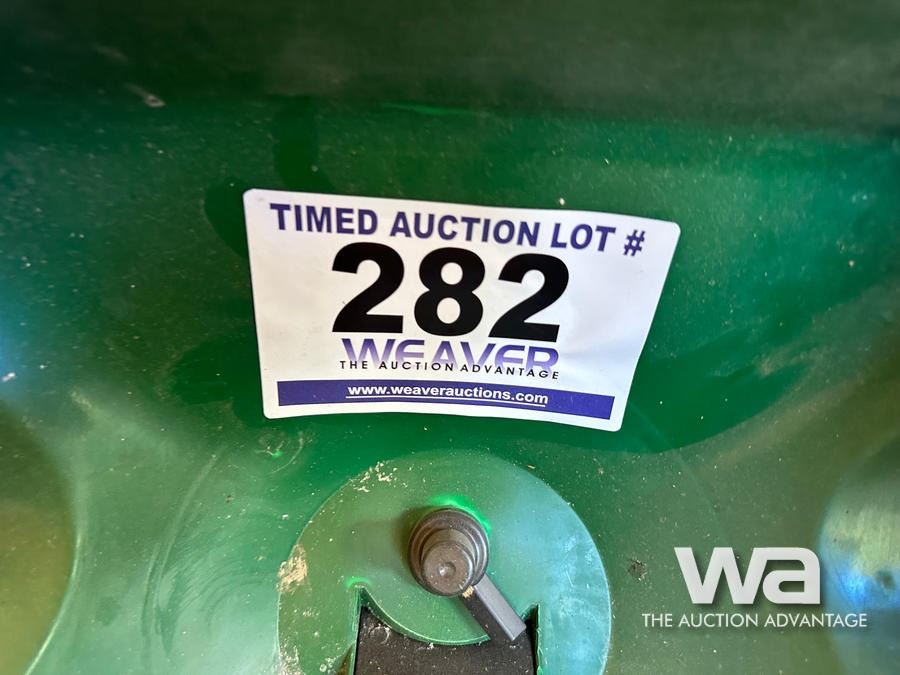 TIMED AUCTION LOT #
282
WEAVER
THE AUCTION ADVANTAGE
www.weaverauctions.com
wa
THE AUCTION ADVANTAGE